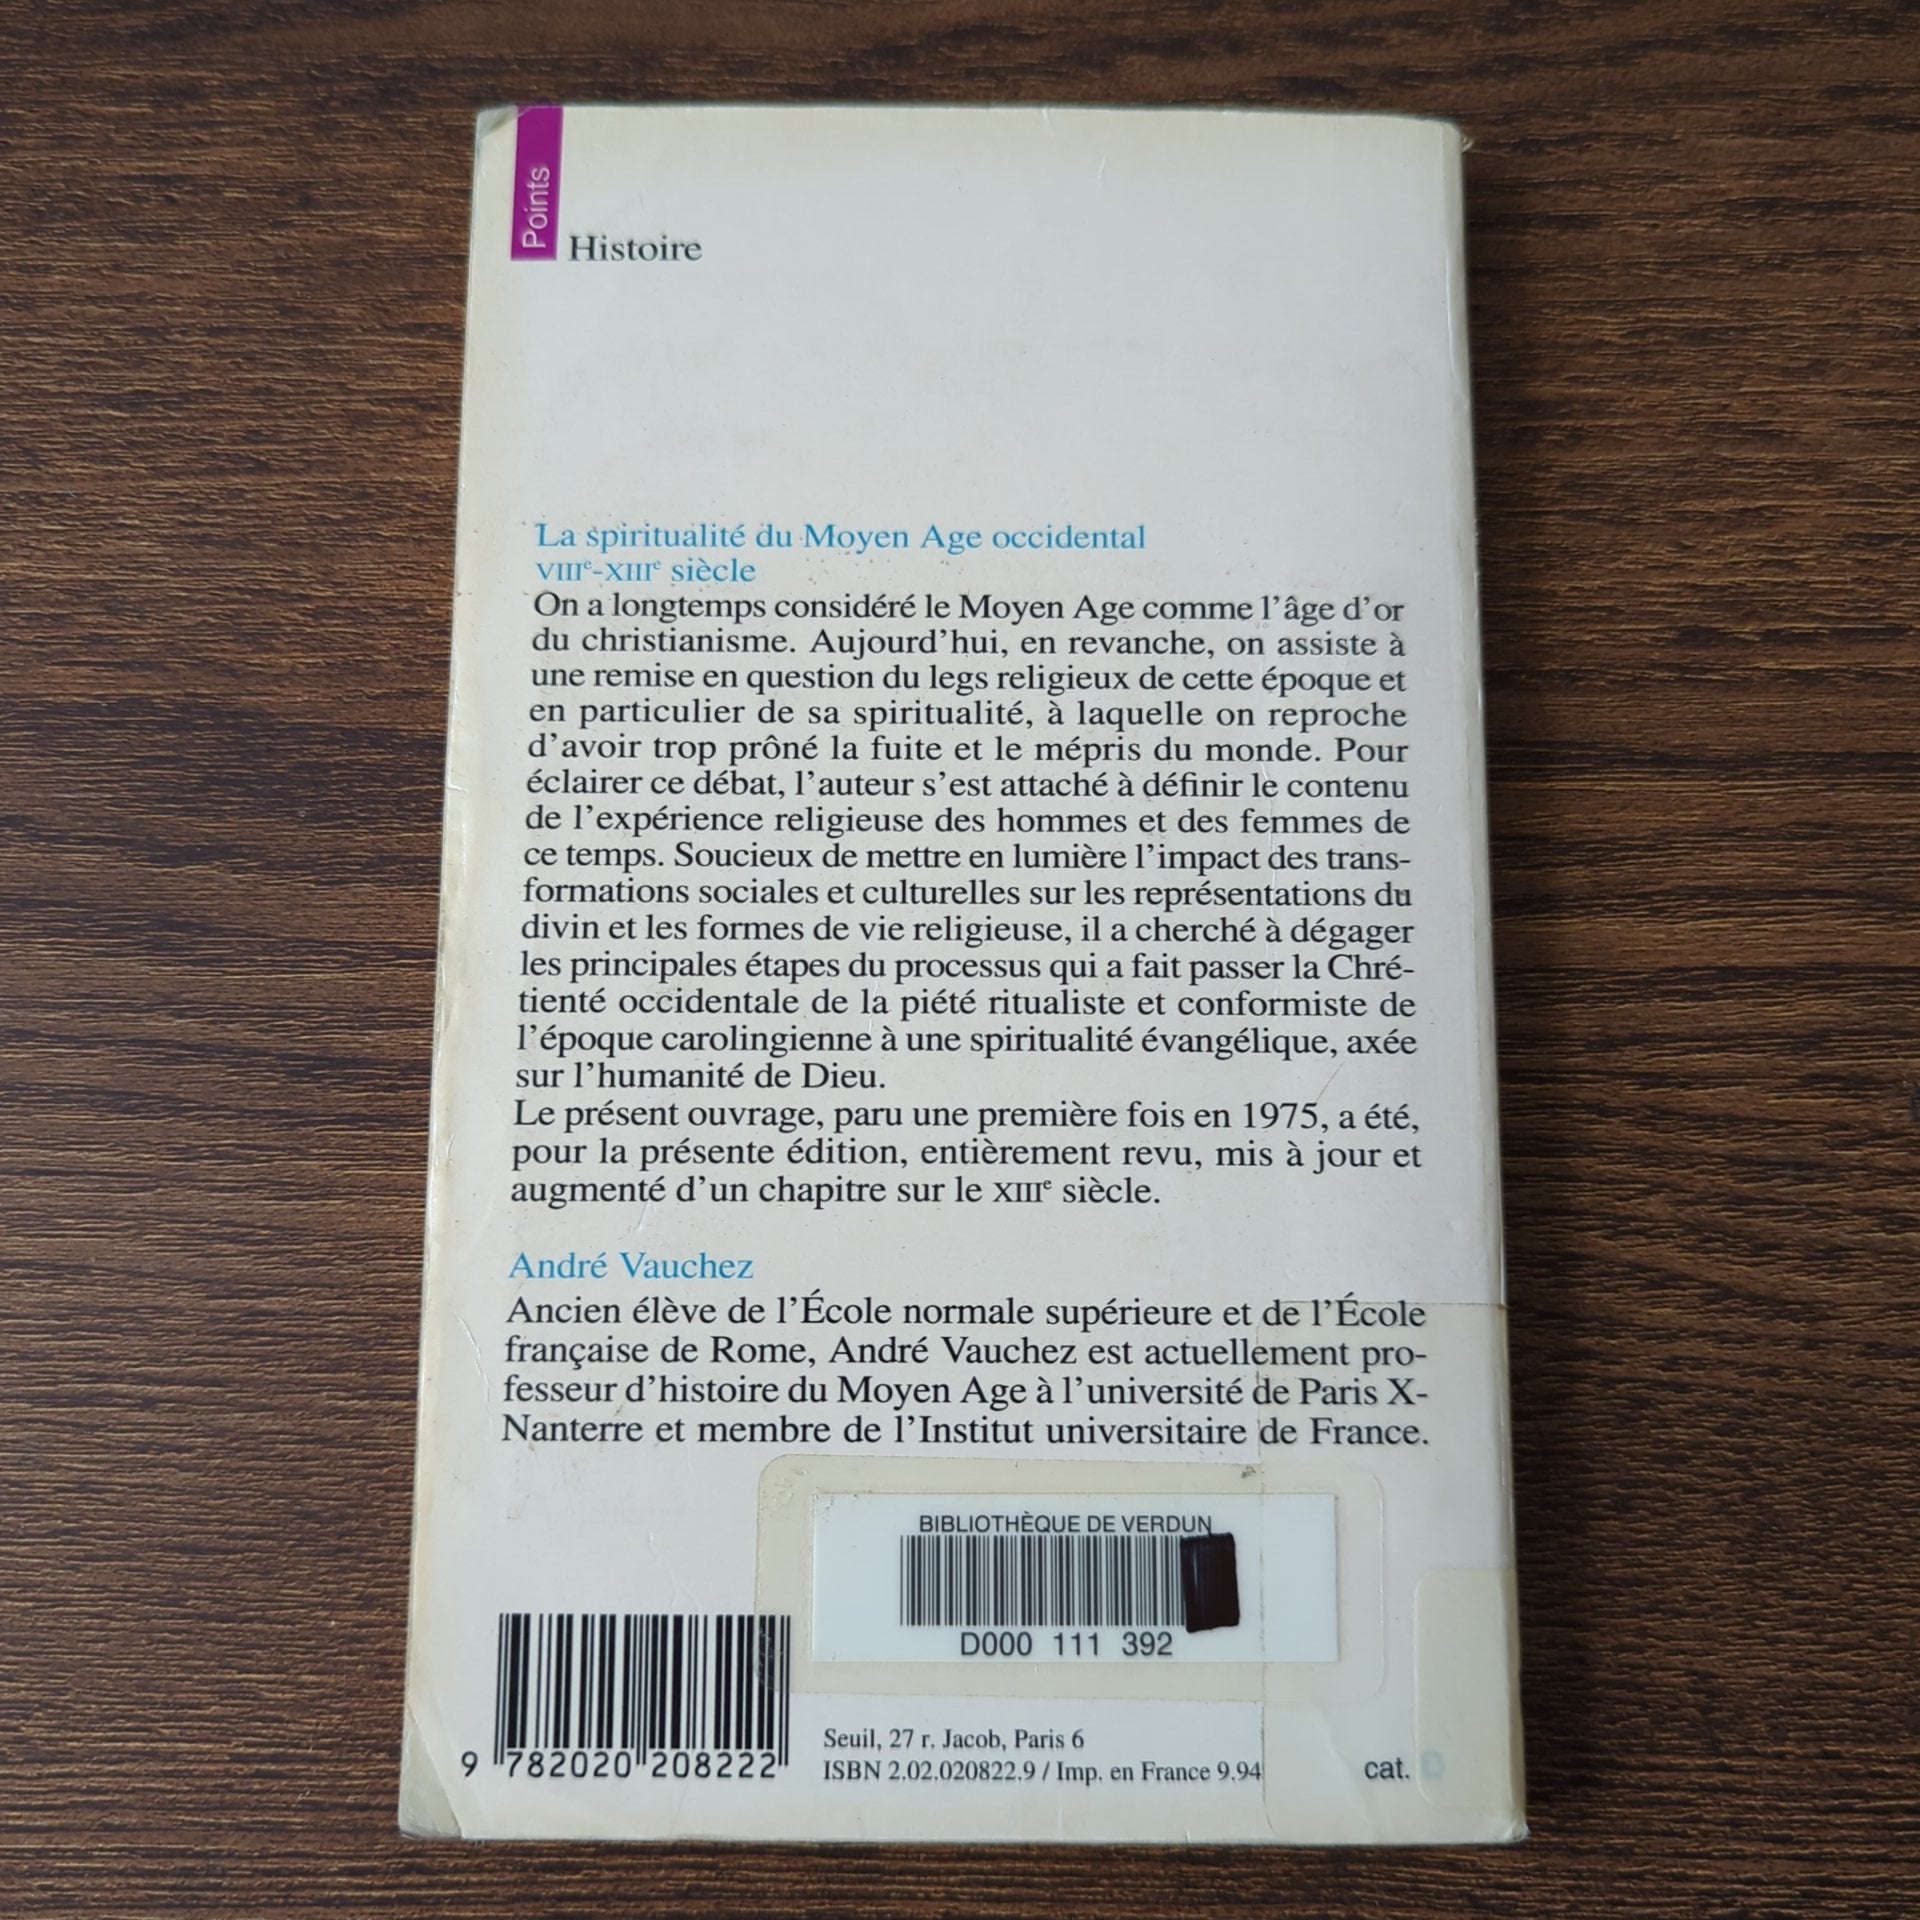 Points
Histoire
La spiritualité du Moyen Age occidental
VIIIe-XIIIe siècle
On a longtemps considéré le Moyen Age comme l'âge d'or
du christianisme. Aujourd'hui, en revanche, on assiste à
une remise en question du legs religieux de cette époque et
en particulier de sa spiritualité, à laquelle on reproche
d'avoir trop prôné la fuite et le mépris du monde. Pour
éclairer ce débat, l'auteur s'est attaché à définir le contenu
de l'expérience religieuse des hommes et des femmes de
ce temps. Soucieux de mettre en lumière l'impact des trans-
formations sociales et culturelles sur les représentations du
divin et les formes de vie religieuse, il a cherché à dégager
les principales étapes du processus qui a fait passer la Chré-
tienté occidentale de la piété ritualiste et conformiste de
l'époque carolingienne à une spiritualité évangélique, axée
sur l'humanité de Dieu.
Le présent ouvrage, paru une première fois en 1975, a été,
pour la présente édition, entièrement revu, mis à jour et
augmenté d'un chapitre sur le XIIIe siècle.
André Vauchez
Ancien élève de l'École normale supérieure et de l'École
française de Rome, André Vauchez est actuellement pro-
fesseur d'histoire du Moyen Age à l'université de Paris X-
Nanterre et membre de l'Institut universitaire de France.
BIBLIOTHÈQUE DE VERDUN
D000 111 392
9 782020 208222
Seuil, 27 r. Jacob, Paris 6
ISBN 2.02.020822.9 / Imp. en France 9.94
cat. D